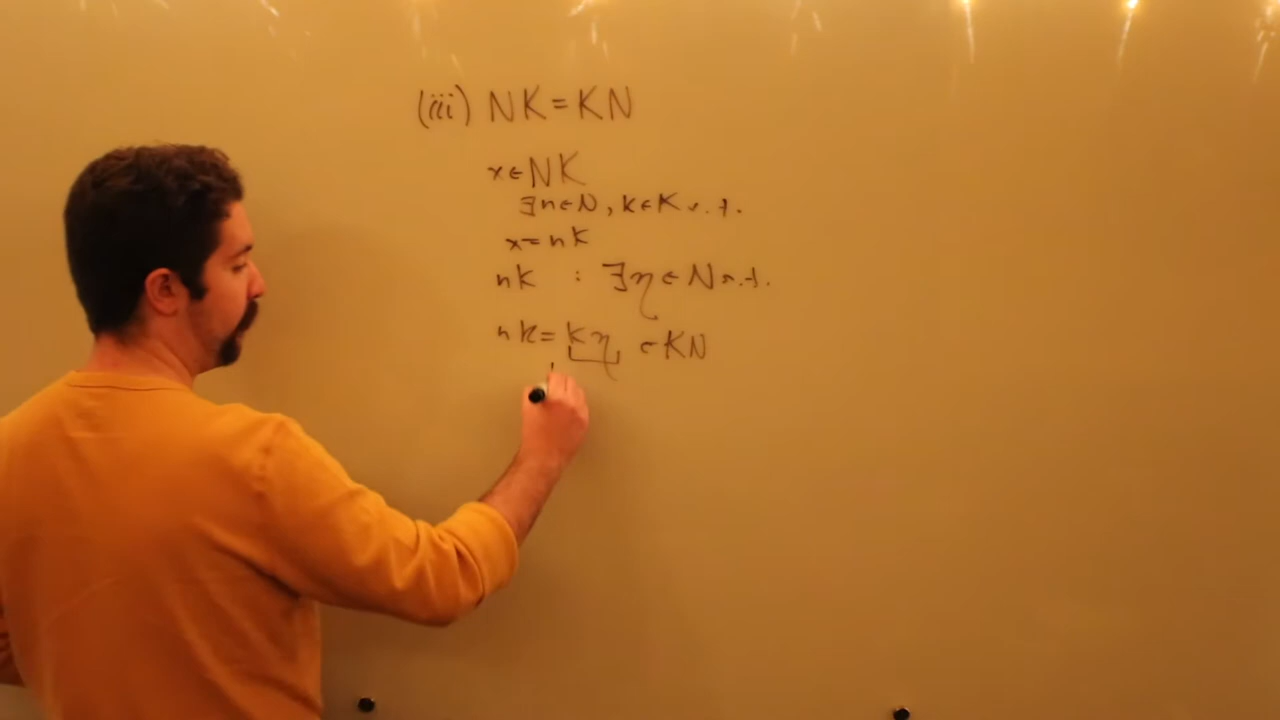 (iii) NK = KN
x ∈ NK
∃ n ∈ N, k ∈ K s.t.
x = nk
nk : ∃ η ∈ N s.t.
nk = kη ∈ KN